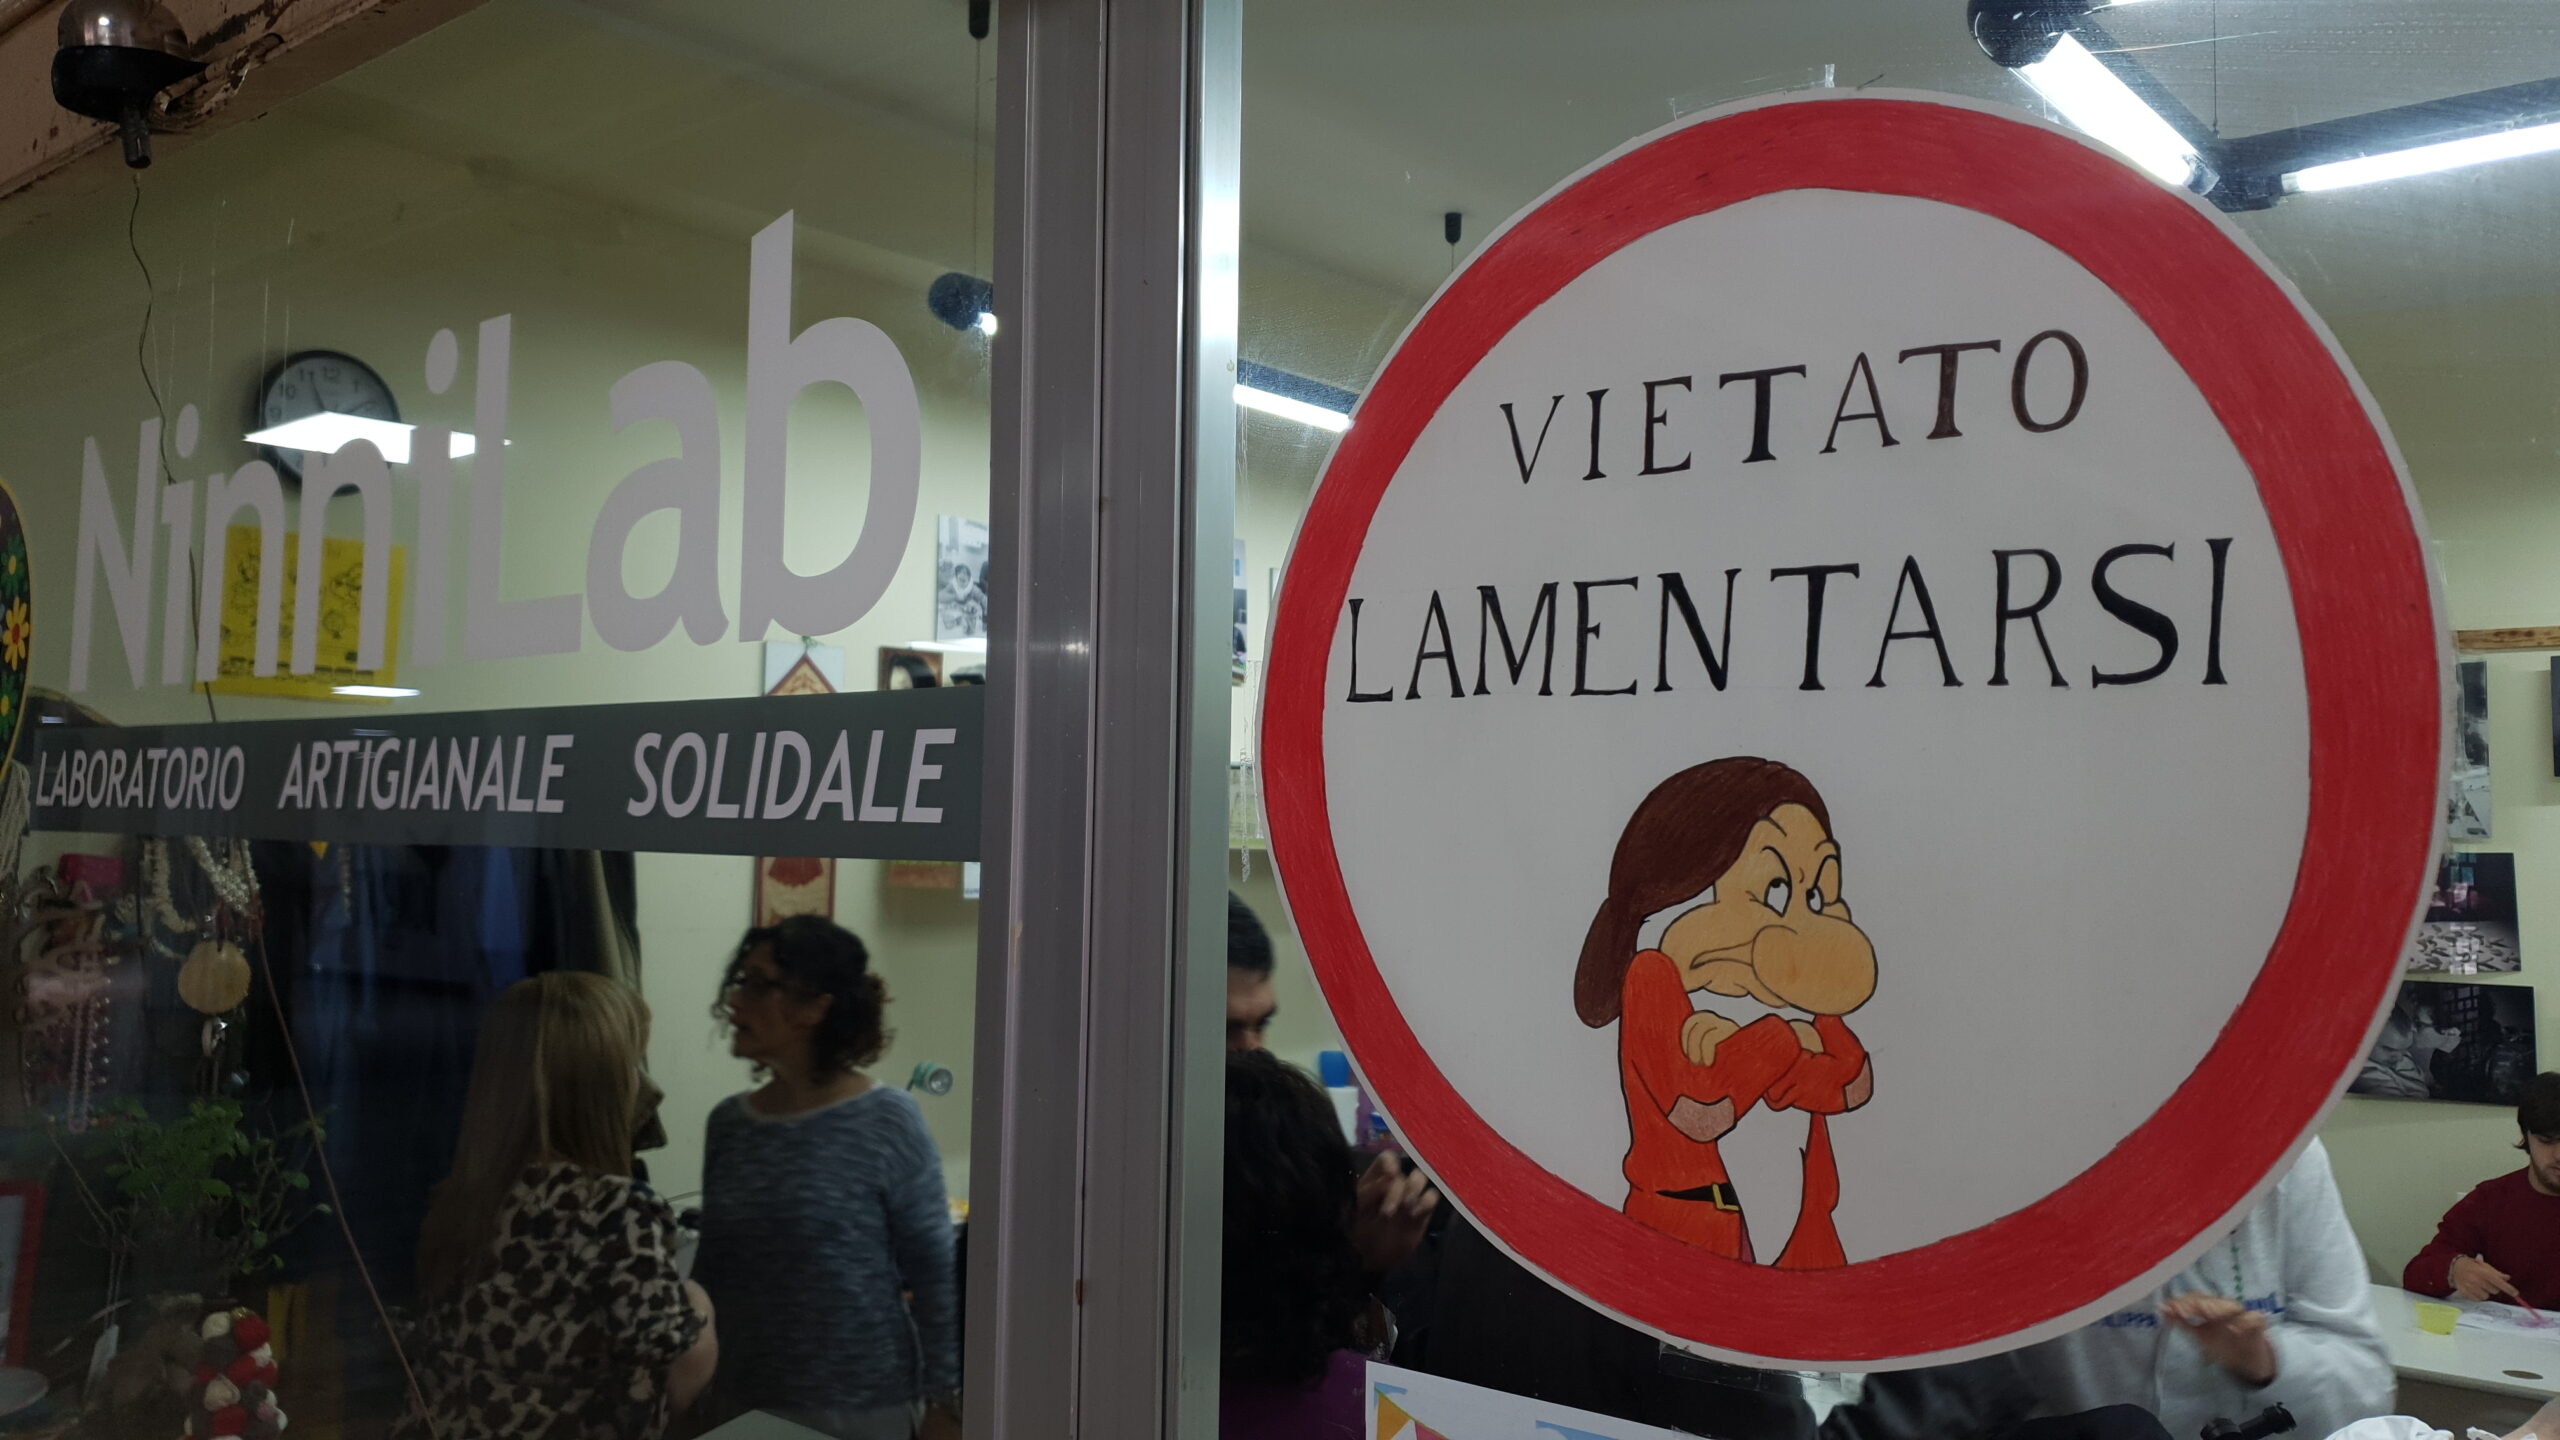 NinniLab
LABORATORIO ARTIGIANALE SOLIDALE
VIETATO
LAMENTARSI